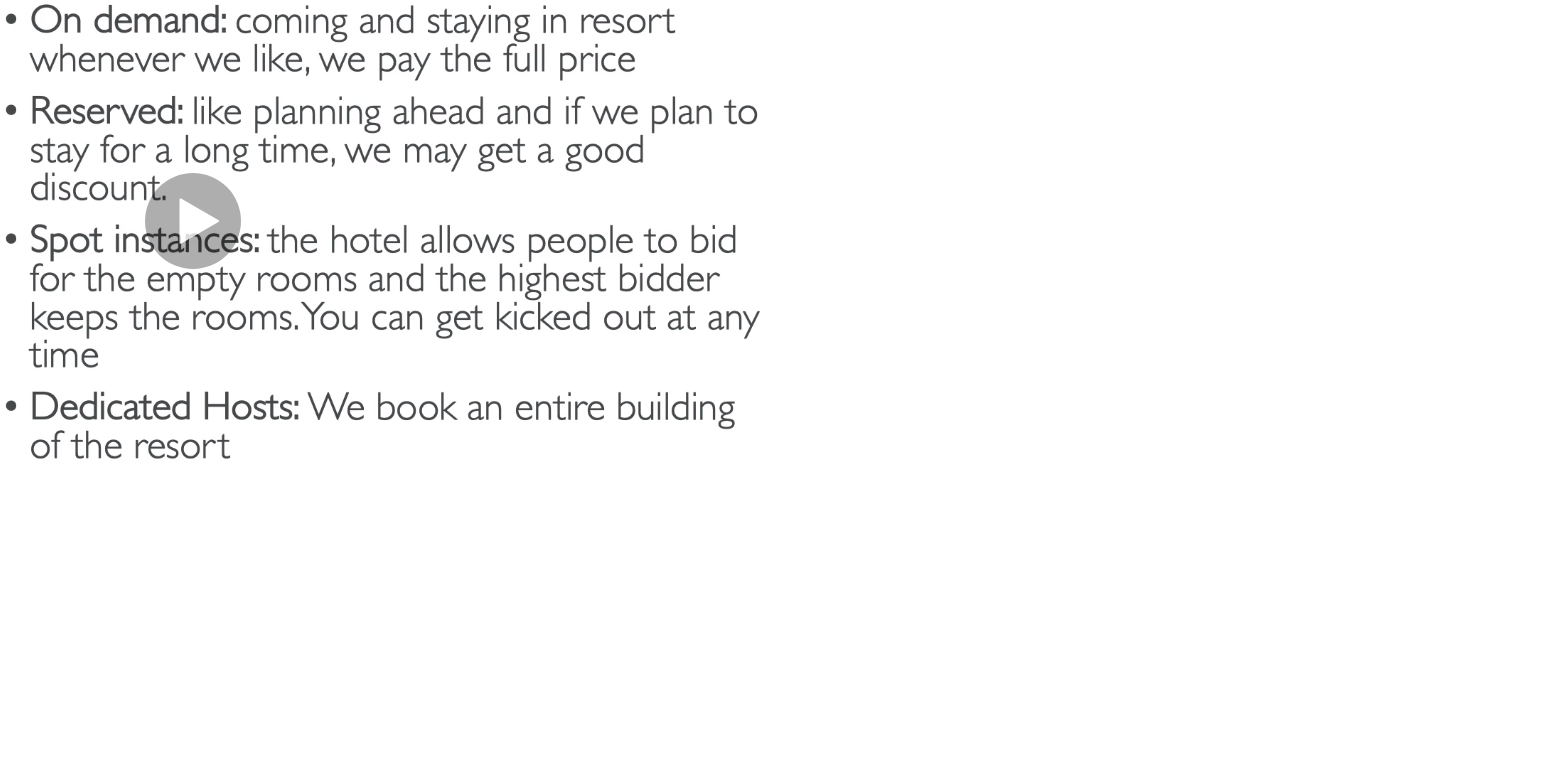 • On demand: coming and staying in resort
whenever we like, we pay the full price
• Reserved: like planning ahead and if we plan to
stay for a long time, we may get a good
discount.
• Spot instances: the hotel allows people to bid
for the empty rooms and the highest bidder
keeps the rooms. You can get kicked out at any
time
• Dedicated Hosts: We book an entire building
of the resort